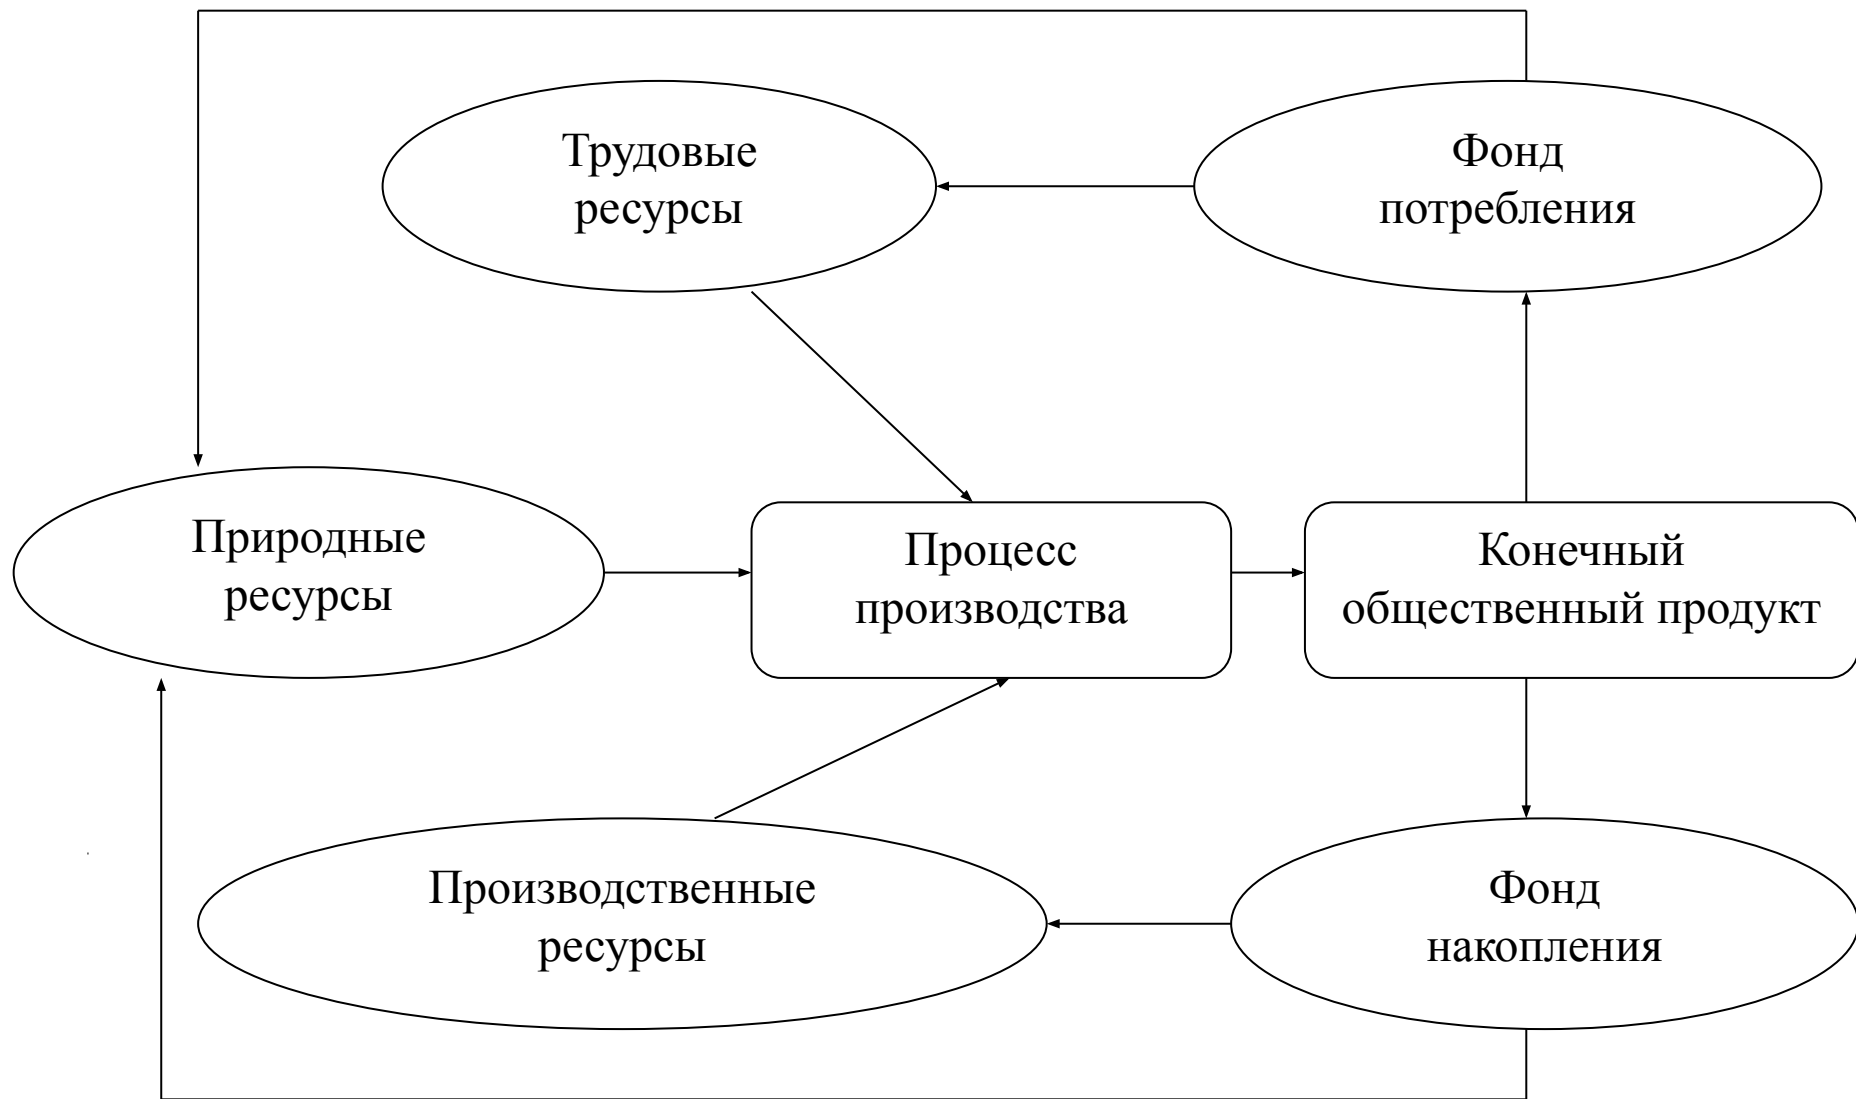 Трудовые
ресурсы
Фонд
потребления
Природные
ресурсы
Процесс
производства
Конечный
общественный продукт
Производственные
ресурсы
Фонд
накопления